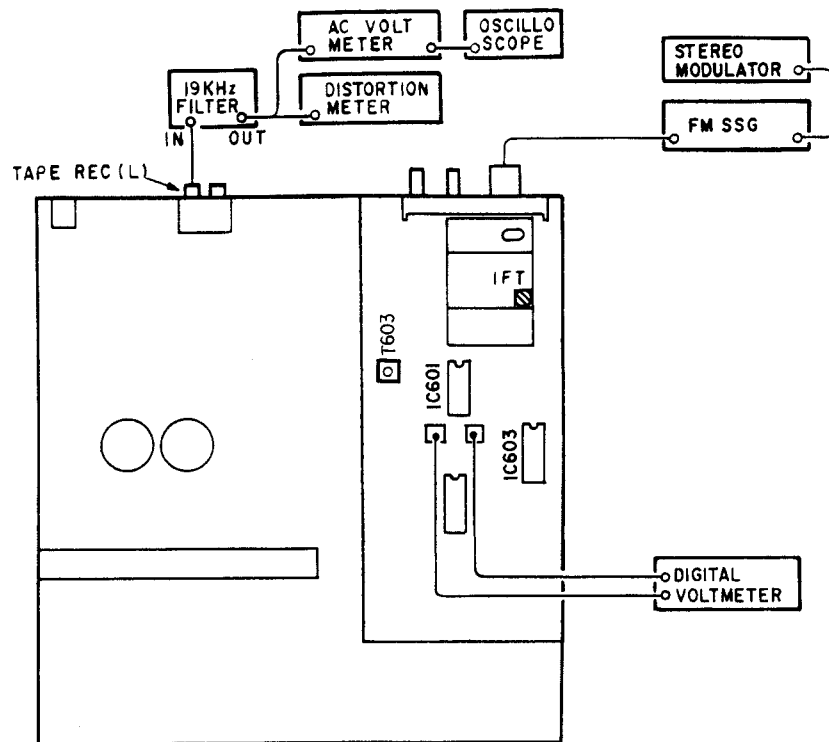 AC VOLT
METER
OSCILLO
SCOPE
STEREO
MODULATOR
19KHz
FILTER
DISTORTION
METER
FM SSG
IN OUT
TAPE REC (L)
IFT
T603
IC601
IC603
DIGITAL
VOLTMETER